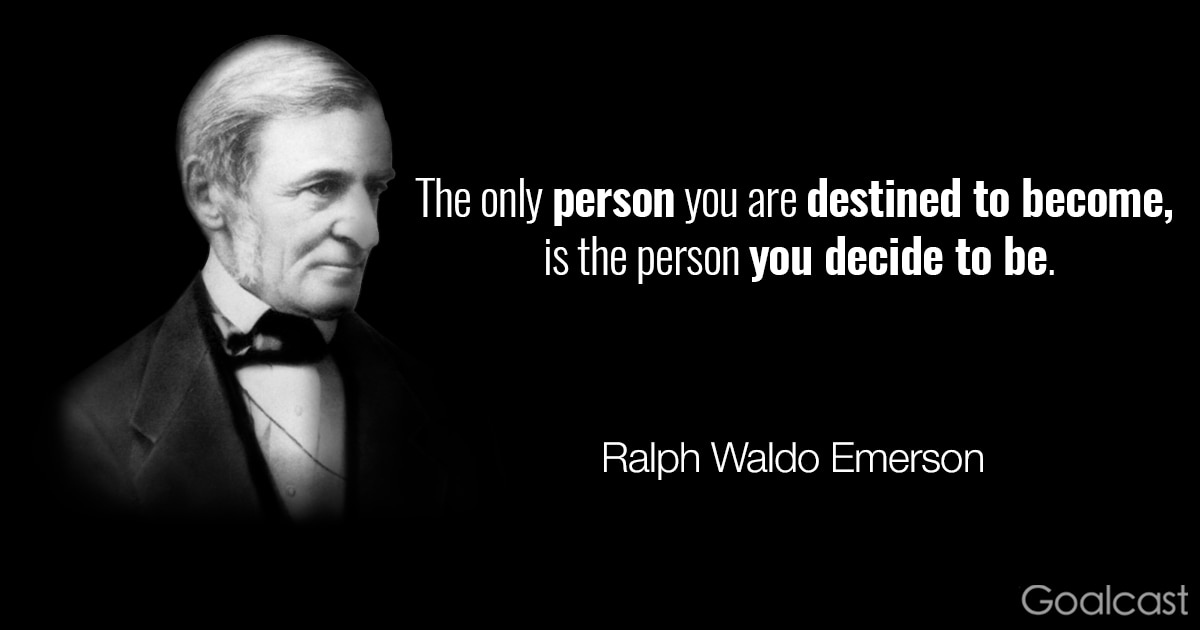 The only person you are destined to become,
is the person you decide to be.
Ralph Waldo Emerson
Goalcast